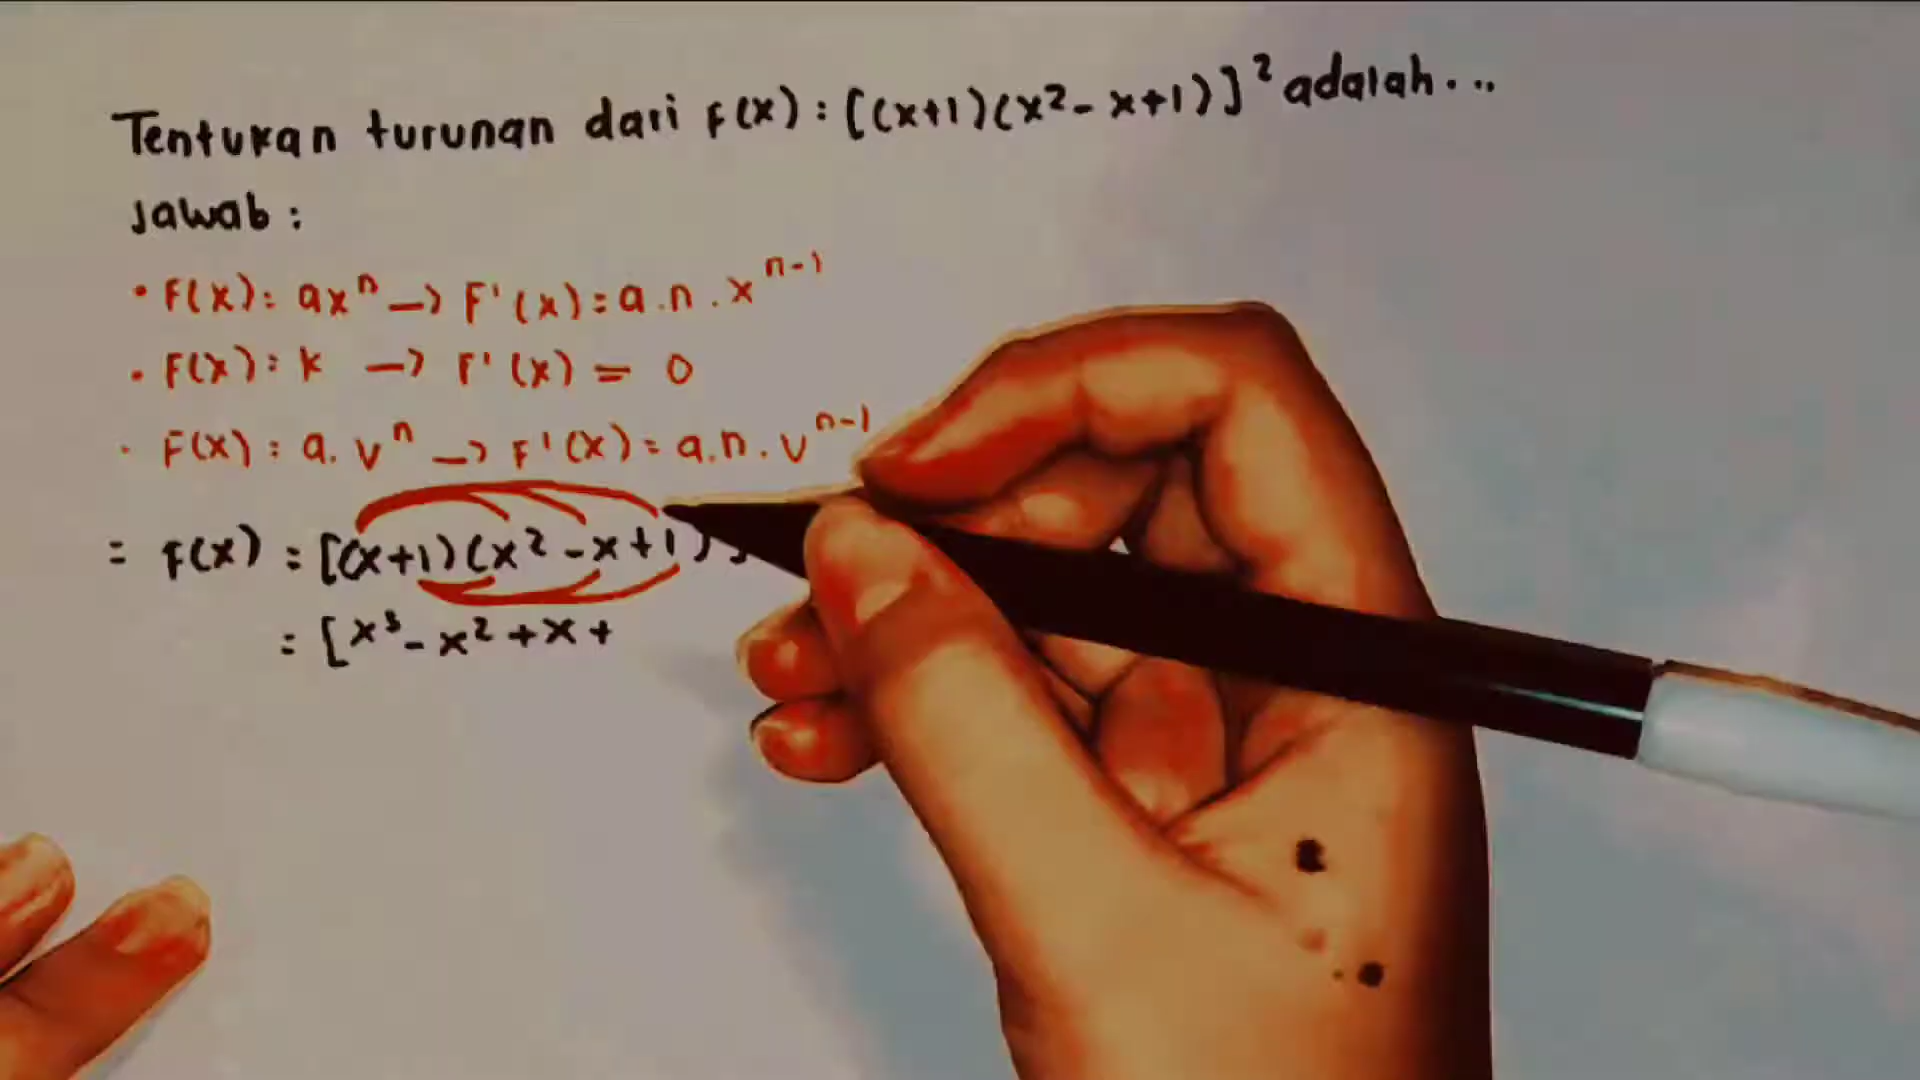 Tentukan turunan dari F(x) : [(x+1)(x² - x+1)]² adalah...
Jawab :
• F(x) : axⁿ —> F'(x) : a.n.xⁿ⁻¹
• F(x) : k —> F'(x) = 0
• F(x) : a.vⁿ —> F'(x) : a.n.vⁿ⁻¹
= F(x) : [(x+1)(x² - x+1)]
= [x³ - x² + x +